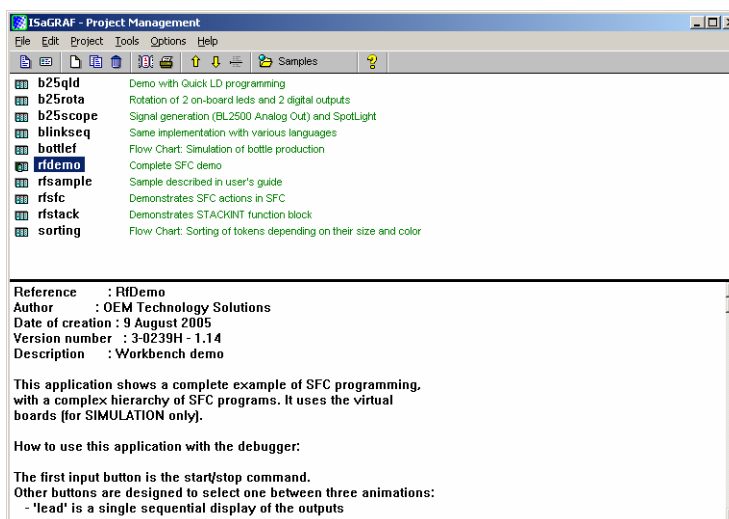 ISaGRAF - Project Management
File Edit Project Tools Options Help
Samples
b25qld Demo with Quick LD programming
b25rota Rotation of 2 on-board leds and 2 digital outputs
b25scope Signal generation (BL2500 Analog Out) and SpotLight
blinkseq Same implementation with various languages
bottlef Flow Chart: Simulation of bottle production
rfdemo Complete SFC demo
rfsample Sample described in user's guide
rfsfc Demonstrates SFC actions in SFC
rfstack Demonstrates STACKINT function block
sorting Flow Chart: Sorting of tokens depending on their size and color
Reference : RfDemo
Author : OEM Technology Solutions
Date of creation : 9 August 2005
Version number : 3-0239H - 1.14
Description : Workbench demo
This application shows a complete example of SFC programming,
with a complex hierarchy of SFC programs. It uses the virtual
boards (for SIMULATION only).
How to use this application with the debugger:
The first input button is the start/stop command.
Other buttons are designed to select one between three animations:
- 'lead' is a single sequential display of the outputs